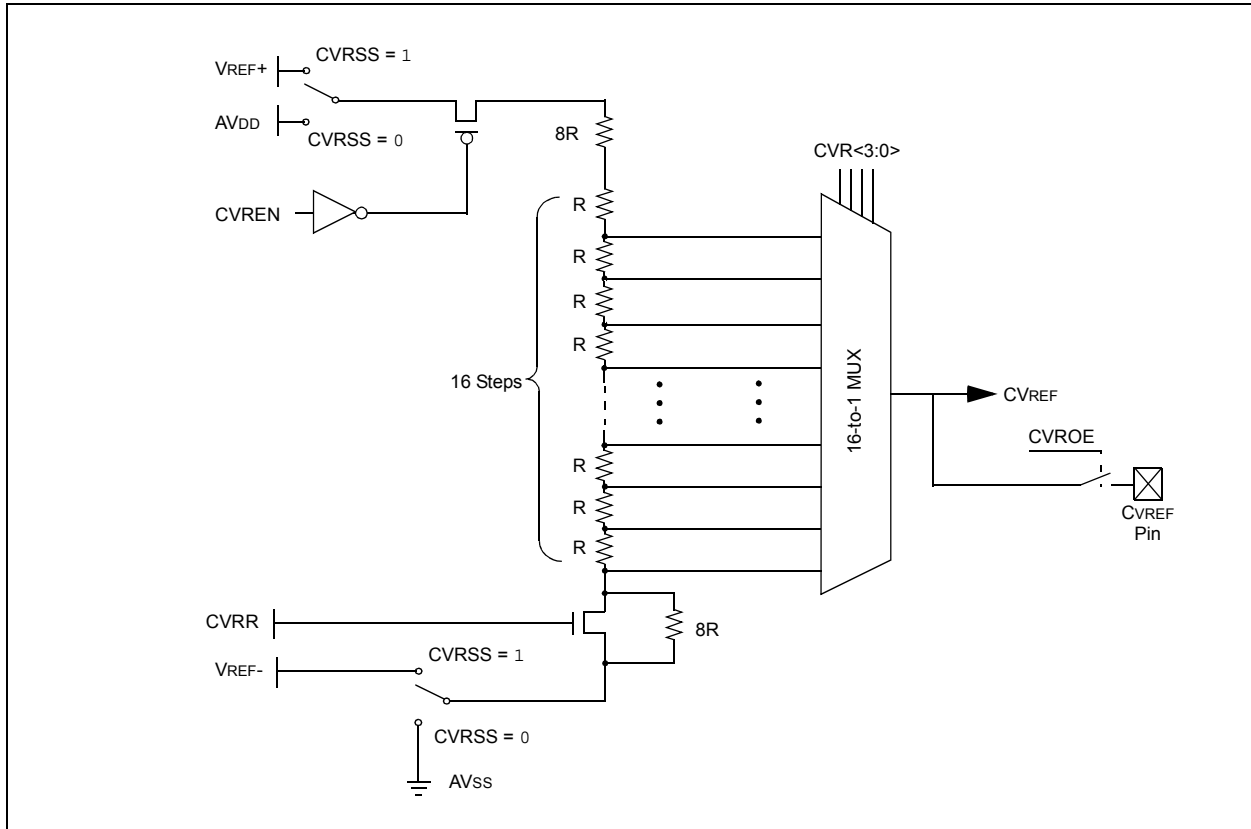 VREF+
CVRSS = 1
AVDD
CVRSS = 0
8R
CVREN
CVR<3:0>
R
R
R
R
16 Steps
16-to-1 MUX
CVREF
CVROE
CVREF
Pin
R
R
R
CVRR
8R
VREF-
CVRSS = 1
CVRSS = 0
AVSS